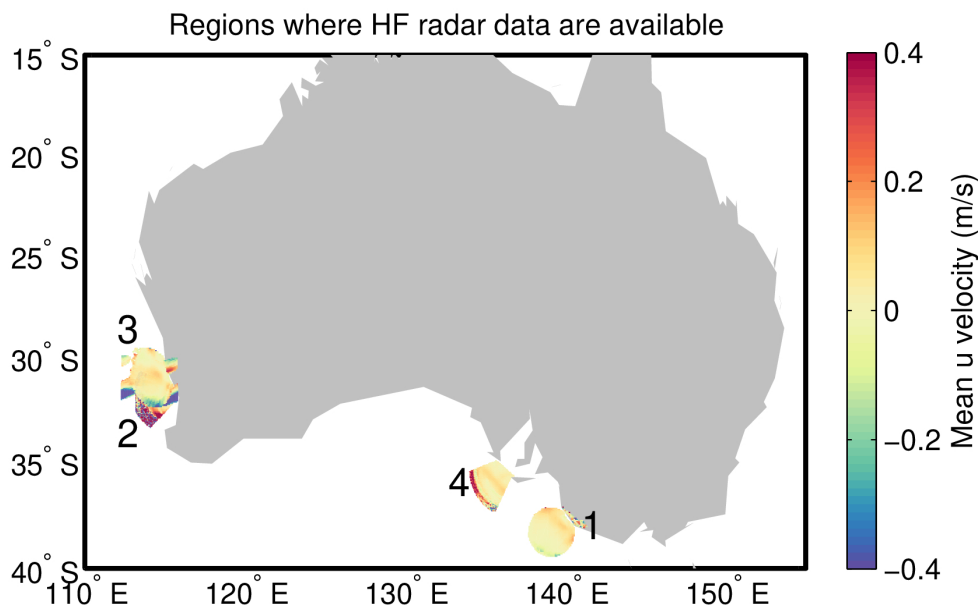 Regions where HF radar data are available
15° S
20° S
25° S
30° S
35° S
40° S
110° E
120° E
130° E
140° E
150° E
3
2
4
1
0.4
0.2
0
−0.2
−0.4
Mean u velocity (m/s)